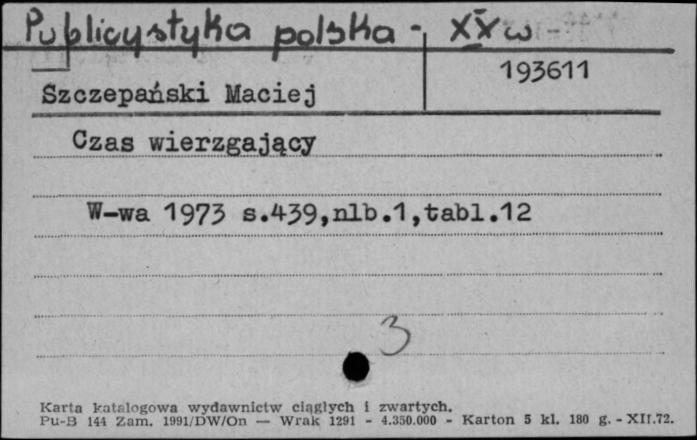 Publicystyka polska - XX w
193611
Szczepański Maciej
Czas wierzgający
W-wa 1973 s.439,nlb.1,tabl.12
3
Karta katalogowa wydawnictw ciągłych i zwartych.
Pu-B 144 Zam. 1991/DW/On — Wrak 1291 - 4.350.000 - Karton 5 kl. 180 g. - XII.72.